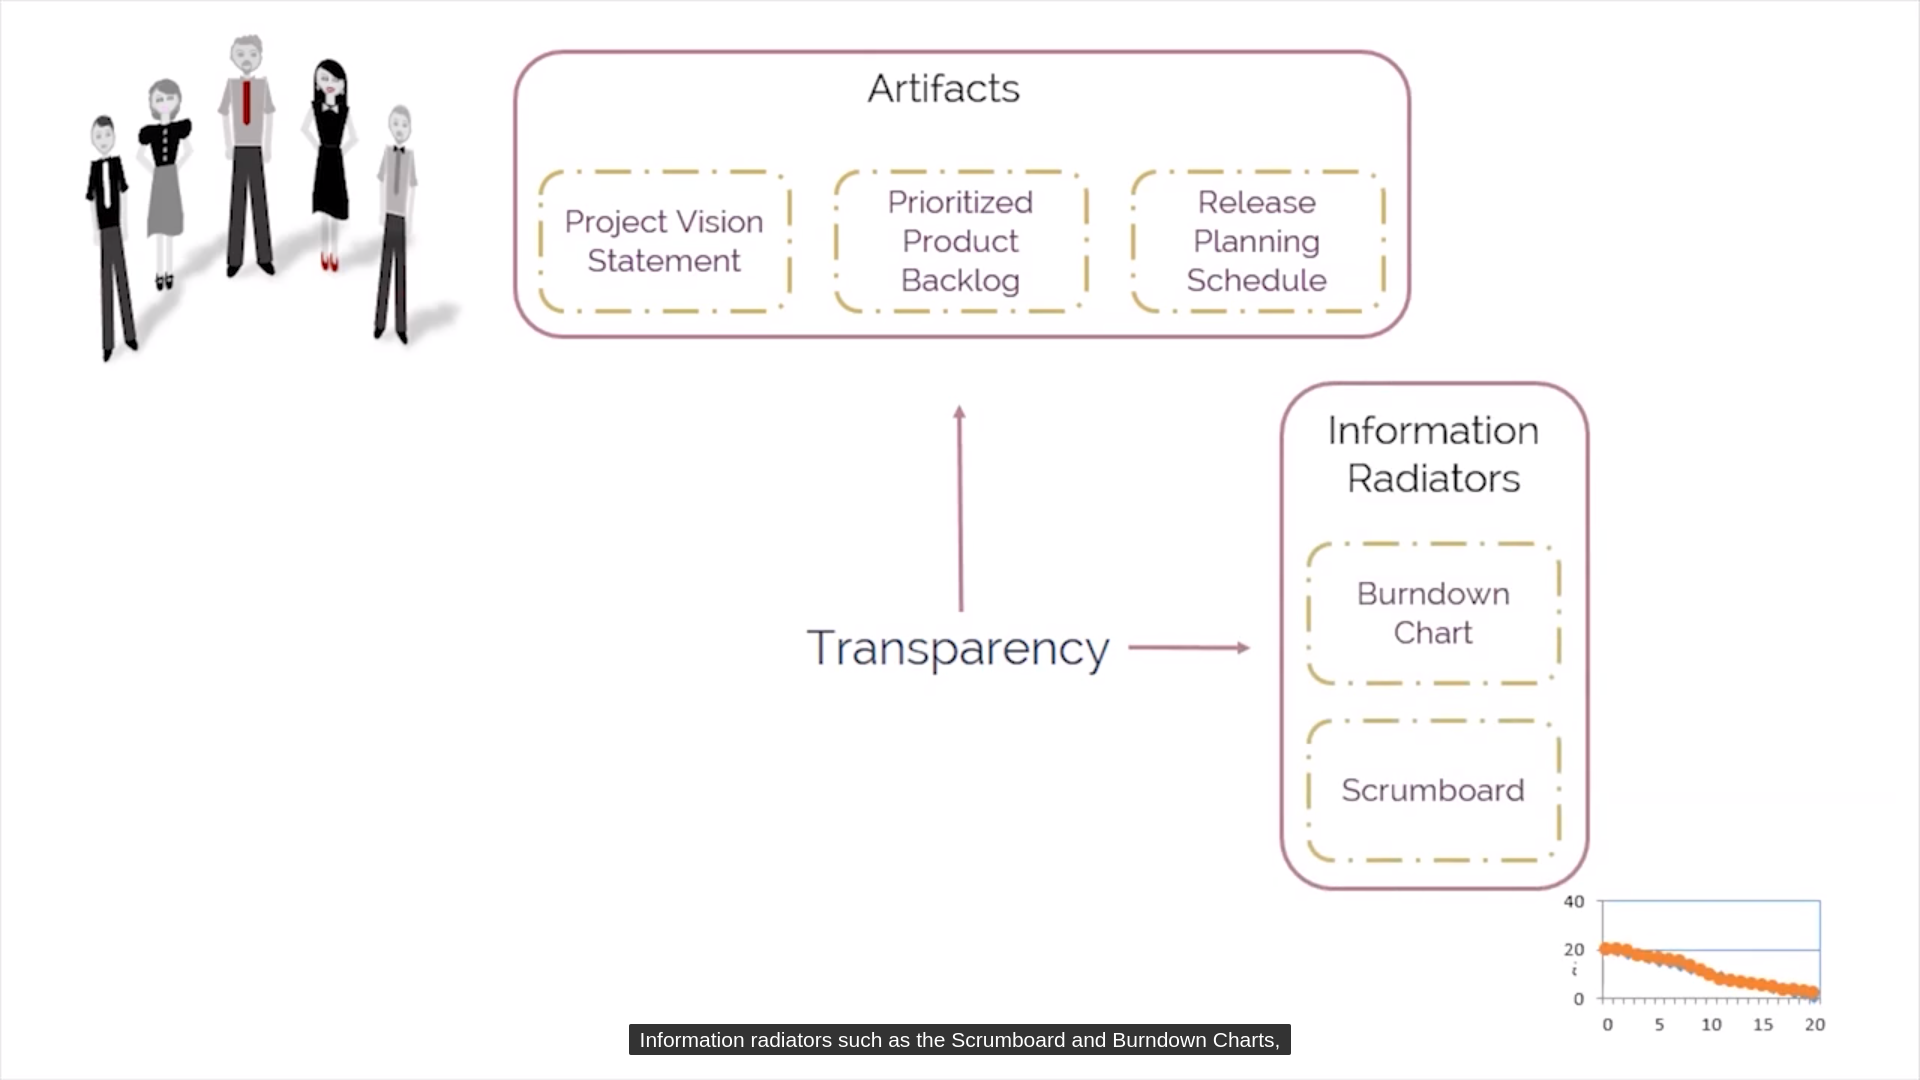 Artifacts
Project Vision
Statement
Prioritized
Product
Backlog
Release
Planning
Schedule
Information
Radiators
Burndown
Chart
Transparency
Scrumboard
40
20
0
0 5 10 15 20
Information radiators such as the Scrumboard and Burndown Charts,